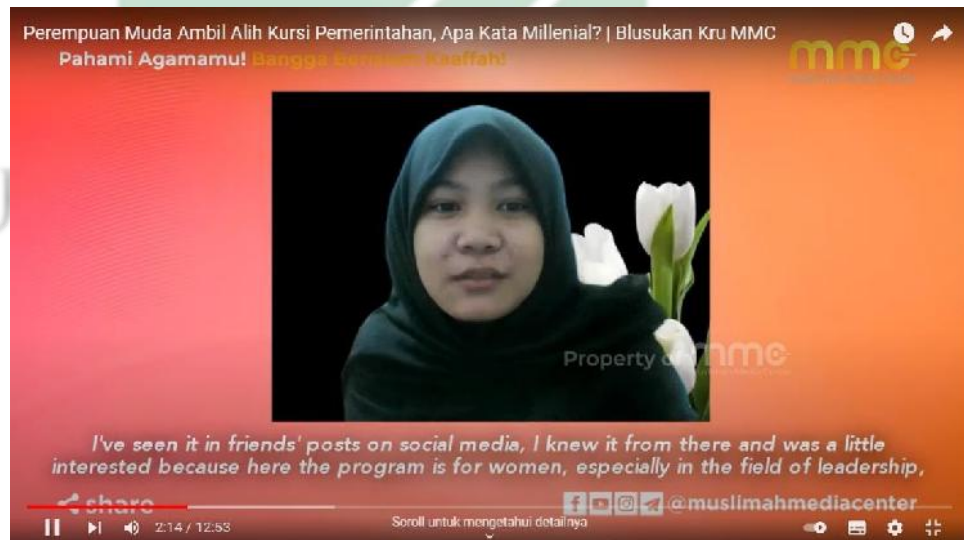 Perempuan Muda Ambil Alih Kursi Pemerintahan, Apa Kata Millenial? | Blusukan Kru MMC
Pahami Agamamu! Bangga Berislam Kaaffah!
mmc
Property of mmc
I've seen it in friends' posts on social media, I knew it from there and was a little
interested because here the program is for women, especially in the field of leadership,
share
@muslimahmediacenter
2:14 / 12:53
Scroll untuk mengetahui detailnya